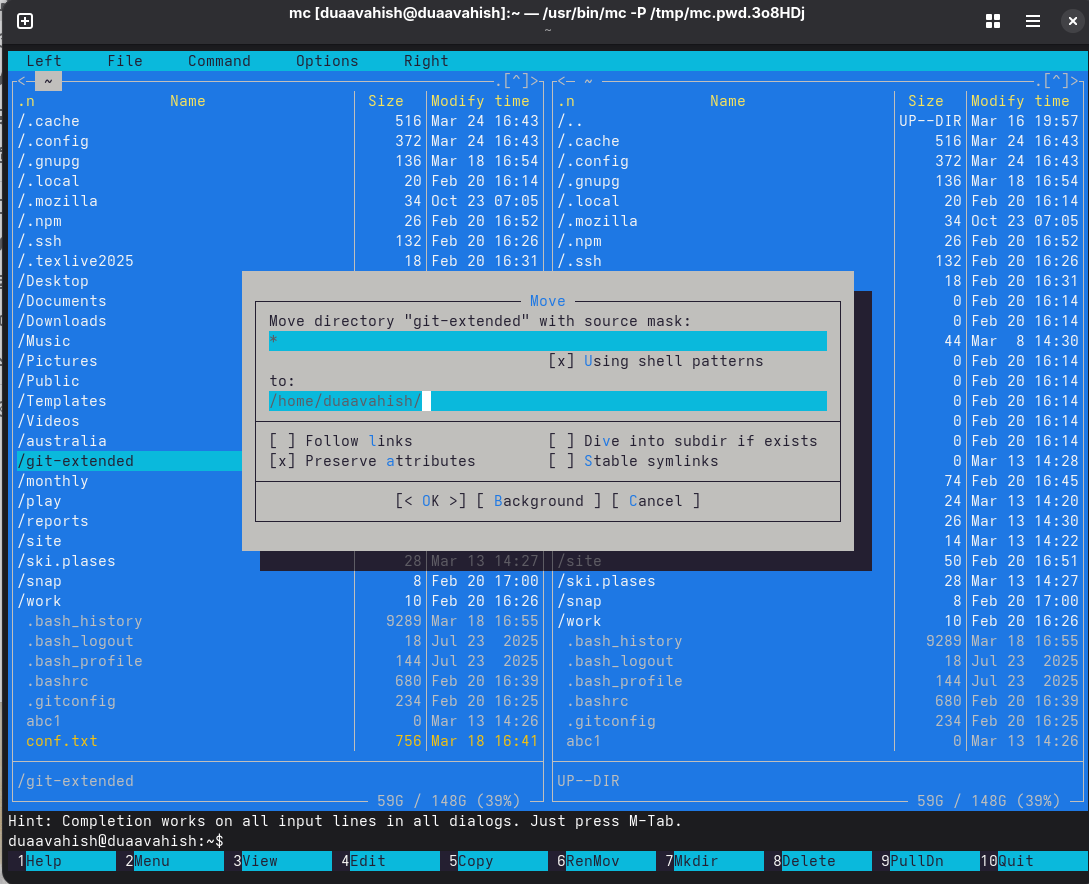 mc [duaavahish@duaavahish]:~ — /usr/bin/mc -P /tmp/mc.pwd.3o8HDj
~
Left File Command Options Right
<— ~ .[^]> <— ~ .[^]>
.n Name Size Modify time .n Name Size Modify time
/.cache 516 Mar 24 16:43 /.. UP--DIR Mar 16 19:57
/.config 372 Mar 24 16:43 /.cache 516 Mar 24 16:43
/.gnupg 136 Mar 18 16:54 /.config 372 Mar 24 16:43
/.local 20 Feb 20 16:14 /.gnupg 136 Mar 18 16:54
/.mozilla 34 Oct 23 07:05 /.local 20 Feb 20 16:14
/.npm 26 Feb 20 16:52 /.mozilla 34 Oct 23 07:05
/.ssh 132 Feb 20 16:26 /.npm 26 Feb 20 16:52
/.texlive2025 18 Feb 20 16:31 /.ssh 132 Feb 20 16:26
/Desktop 18 Feb 20 16:31
/Documents Move 0 Feb 20 16:14
/Downloads Move directory "git-extended" with source mask: 0 Feb 20 16:14
/Music * 44 Mar 8 14:30
/Pictures [x] Using shell patterns 0 Feb 20 16:14
/Public to: 0 Feb 20 16:14
/Templates /home/duaavahish/ 0 Feb 20 16:14
/Videos 0 Feb 20 16:14
/australia [ ] Follow links [ ] Dive into subdir if exists 0 Feb 20 16:14
/git-extended [x] Preserve attributes [ ] Stable symlinks 0 Mar 13 14:28
/monthly 74 Feb 20 16:45
/play [< OK >] [ Background ] [ Cancel ] 24 Mar 13 14:20
/reports 26 Mar 13 14:30
/site 14 Mar 13 14:22
/ski.plases 28 Mar 13 14:27 /site 50 Feb 20 16:51
/snap 8 Feb 20 17:00 /ski.plases 28 Mar 13 14:27
/work 10 Feb 20 16:26 /snap 8 Feb 20 17:00
.bash_history 9289 Mar 18 16:55 /work 10 Feb 20 16:26
.bash_logout 18 Jul 23 2025 .bash_history 9289 Mar 18 16:55
.bash_profile 144 Jul 23 2025 .bash_logout 18 Jul 23 2025
.bashrc 680 Feb 20 16:39 .bash_profile 144 Jul 23 2025
.gitconfig 234 Feb 20 16:25 .bashrc 680 Feb 20 16:39
abc1 0 Mar 13 14:26 .gitconfig 234 Feb 20 16:25
conf.txt 756 Mar 18 16:41 abc1 0 Mar 13 14:26
/git-extended UP--DIR
59G / 148G (39%) 59G / 148G (39%)
Hint: Completion works on all input lines in all dialogs. Just press M-Tab.
duaavahish@duaavahish:~$
1Help 2Menu 3View 4Edit 5Copy 6RenMov 7Mkdir 8Delete 9PullDn 10Quit